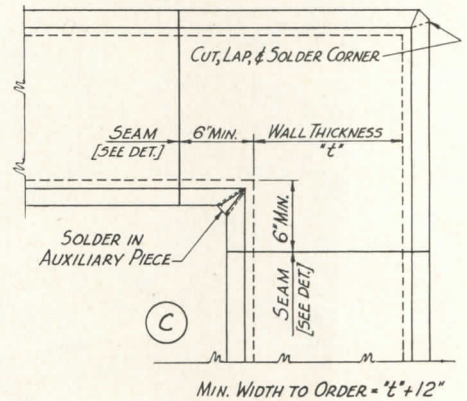 CUT, LAP, & SOLDER CORNER
SEAM
[SEE DET.]
6" MIN.
WALL THICKNESS
"t"
6" MIN.
SEAM
[SEE DET.]
SOLDER IN
AUXILIARY PIECE
C
MIN. WIDTH TO ORDER = "t" + 12"